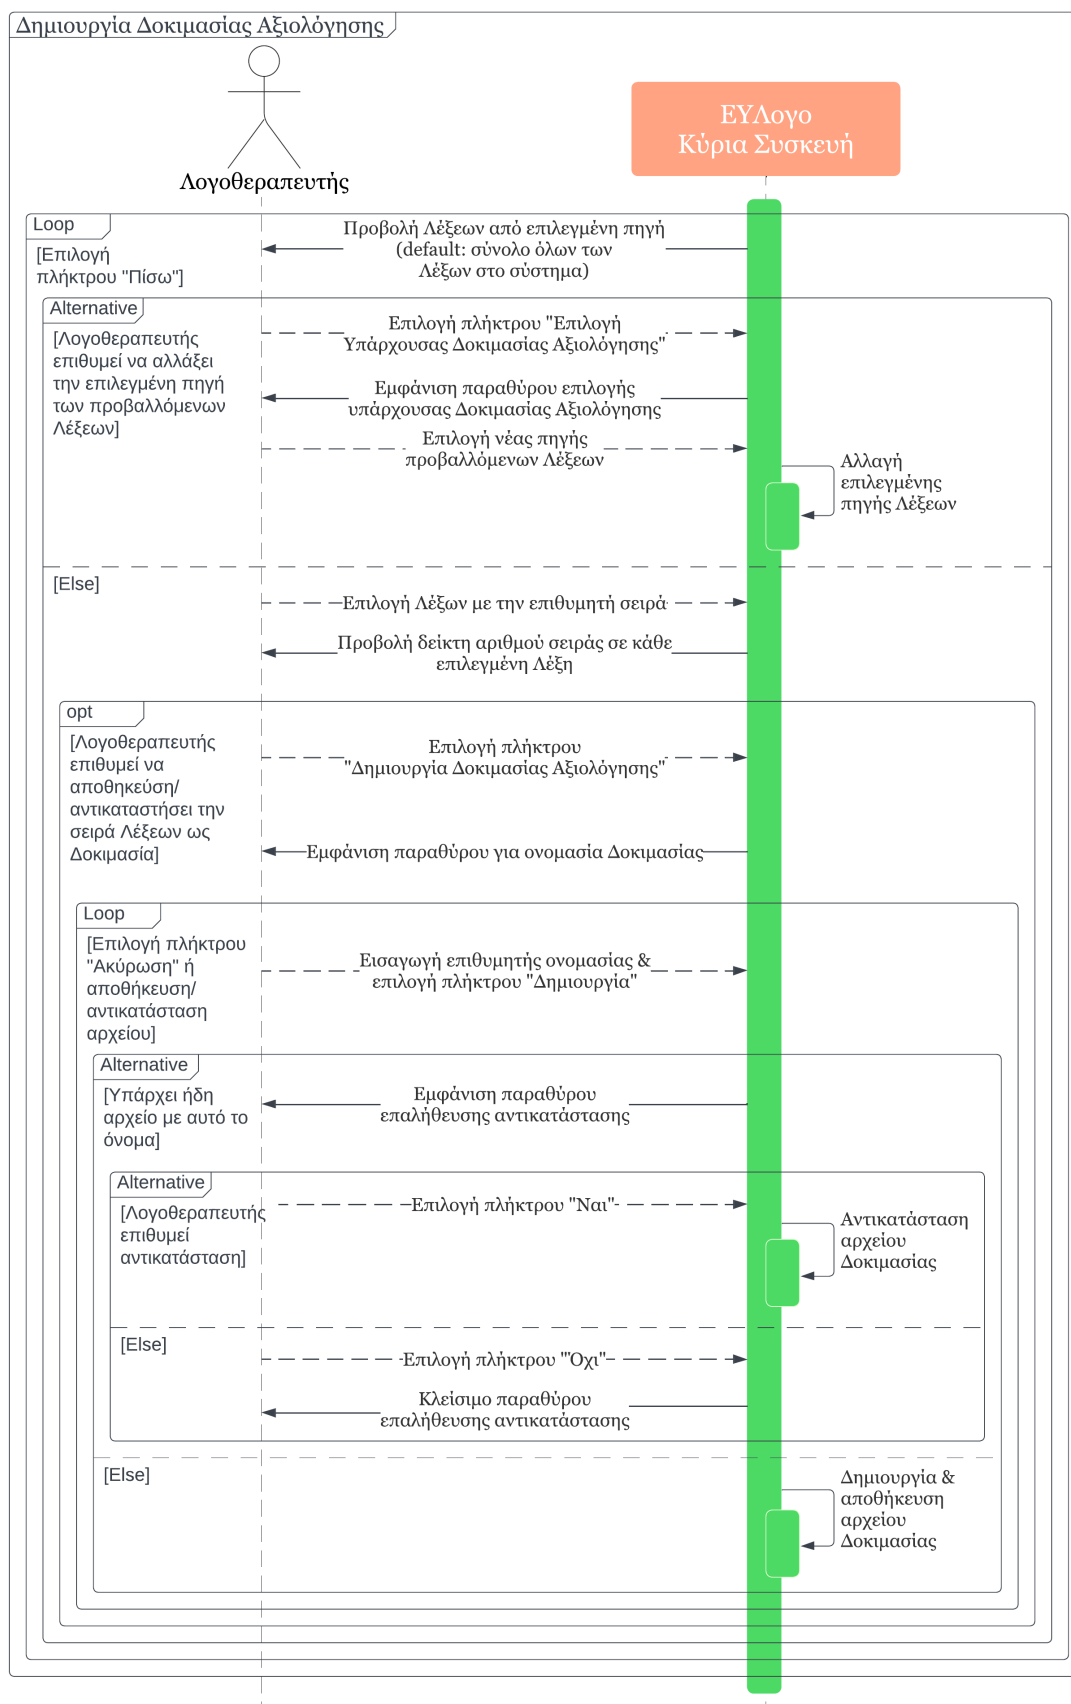 Δημιουργία Δοκιμασίας Αξιολόγησης
ΕΥΛογο
Κύρια Συσκευή
Λογοθεραπευτής
Loop
[Επιλογή
πλήκτρου "Πίσω"]
Προβολή Λέξεων από επιλεγμένη πηγή
(default: σύνολο όλων των
Λέξων στο σύστημα)
Alternative
[Λογοθεραπευτής
επιθυμεί να αλλάξει
την επιλεγμένη πηγή
των προβαλλόμενων
Λέξεων]
Επιλογή πλήκτρου "Επιλογή
Υπάρχουσας Δοκιμασίας Αξιολόγησης"
Εμφάνιση παραθύρου επιλογής
υπάρχουσας Δοκιμασίας Αξιολόγησης
Επιλογή νέας πηγής
προβαλλόμενων Λέξεων
Αλλαγή
επιλεγμένης
πηγής Λέξεων
[Else]
Επιλογή Λέξων με την επιθυμητή σειρά
Προβολή δείκτη αριθμού σειράς σε κάθε
επιλεγμένη Λέξη
opt
[Λογοθεραπευτής
επιθυμεί να
αποθηκεύση/
αντικαταστήσει την
σειρά Λέξεων ως
Δοκιμασία]
Επιλογή πλήκτρου
"Δημιουργία Δοκιμασίας Αξιολόγησης"
Εμφάνιση παραθύρου για ονομασία Δοκιμασίας
Loop
[Επιλογή πλήκτρου
"Ακύρωση" ή
αποθήκευση/
αντικατάσταση
αρχείου]
Εισαγωγή επιθυμητής ονομασίας &
επιλογή πλήκτρου "Δημιουργία"
Alternative
[Υπάρχει ήδη
αρχείο με αυτό το
όνομα]
Εμφάνιση παραθύρου
επαλήθευσης αντικατάστασης
Alternative
[Λογοθεραπευτής
επιθυμεί
αντικατάσταση]
Επιλογή πλήκτρου "Ναι"
Αντικατάσταση
αρχείου
Δοκιμασίας
[Else]
Επιλογή πλήκτρου "Όχι"
Κλείσιμο παραθύρου
επαλήθευσης αντικατάστασης
[Else]
Δημιουργία &
αποθήκευση
αρχείου
Δοκιμασίας